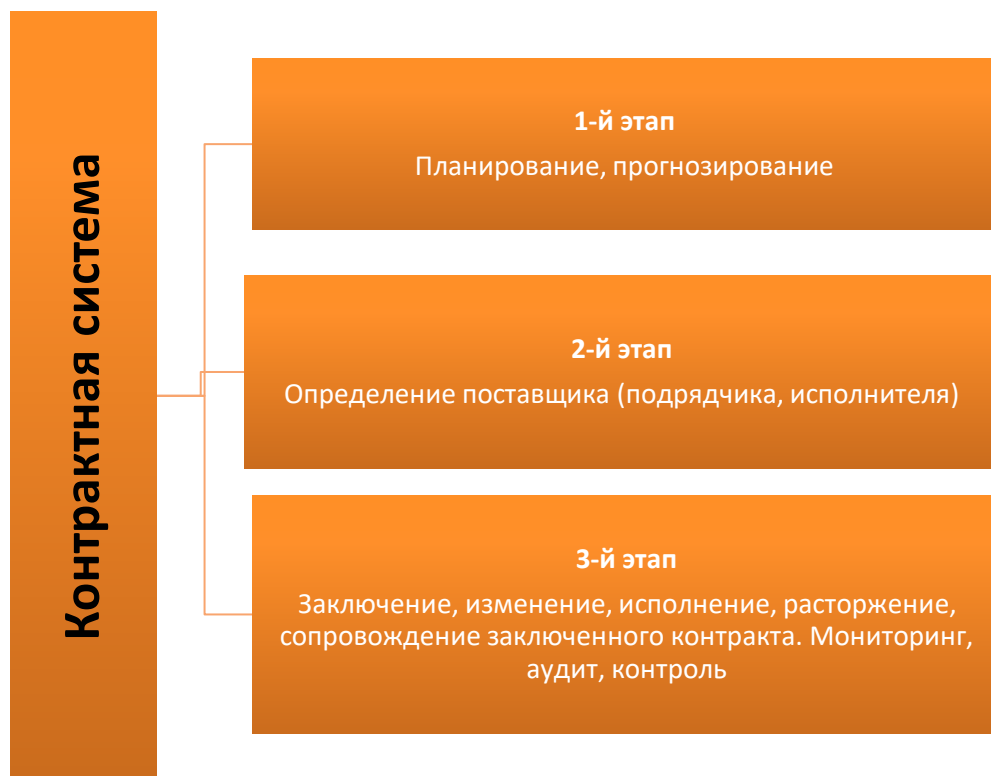 Контрактная система
1-й этап
Планирование, прогнозирование
2-й этап
Определение поставщика (подрядчика, исполнителя)
3-й этап
Заключение, изменение, исполнение, расторжение,
сопровождение заключенного контракта. Мониторинг,
аудит, контроль